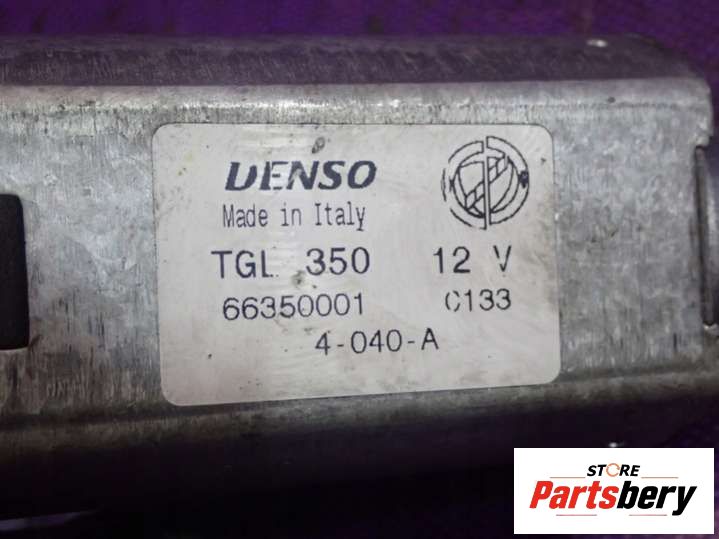 DENSO
Made in Italy
TGL 350 12 V
66350001 C133
4-040-A
STORE
Partsbery